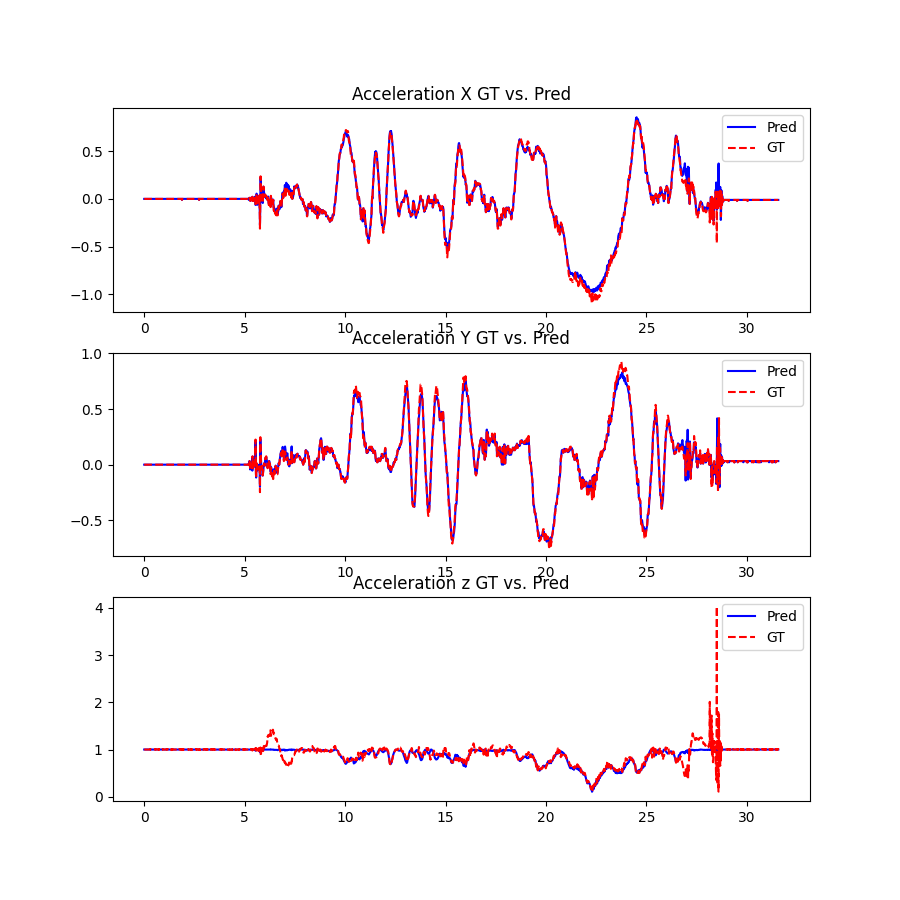 Acceleration X GT vs. Pred
Pred
GT
0.5
0.0
−0.5
−1.0
0 5 10 15 20 25 30
Acceleration Y GT vs. Pred
1.0
Pred
GT
0.5
0.0
−0.5
0 5 10 15 20 25 30
Acceleration z GT vs. Pred
4
Pred
GT
3
2
1
0
0 5 10 15 20 25 30